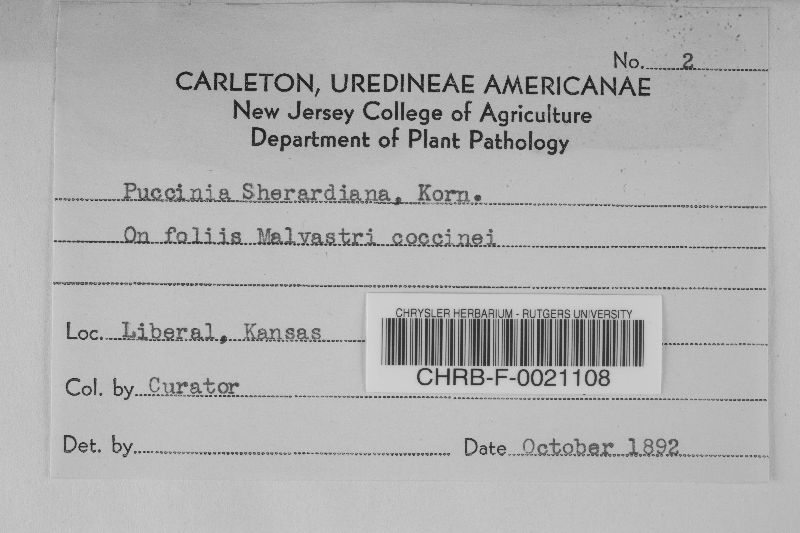 No. 2
CARLETON, UREDINEAE AMERICANAE
New Jersey College of Agriculture
Department of Plant Pathology
Puccinia Sherardiana, Korn.
On foliis Malvastri coccinei
Loc. Liberal, Kansas
CHRYSLER HERBARIUM - RUTGERS UNIVERSITY
CHRB-F-0021108
Col. by Curator
Det. by
Date October 1892